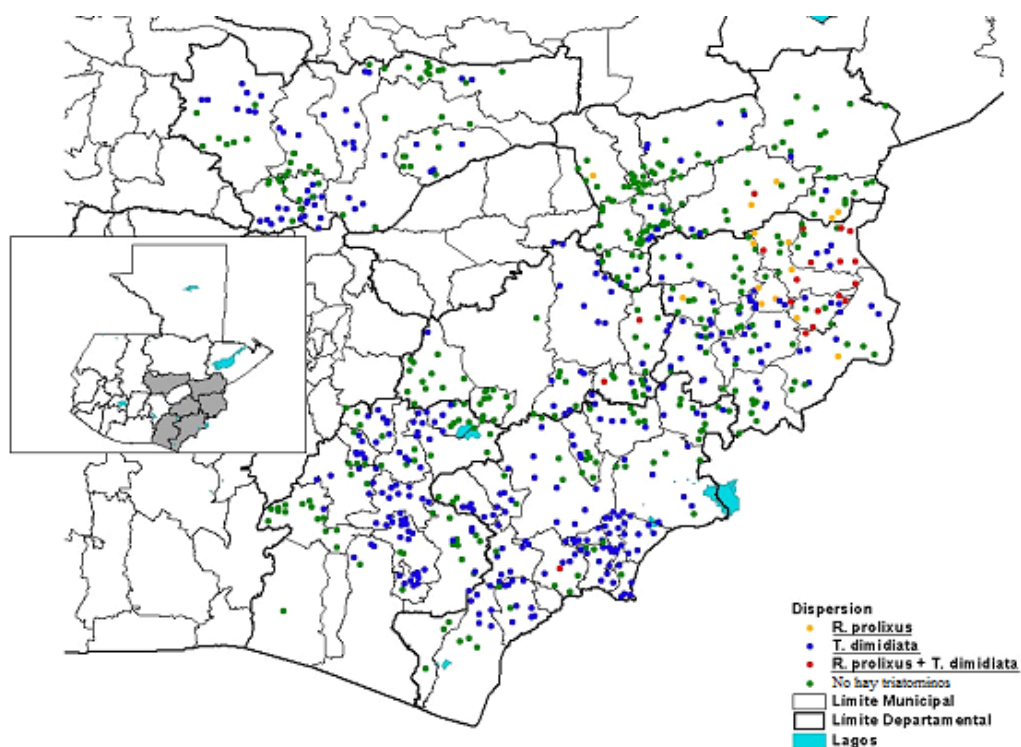 Dispersion
R. prolixus
T. dimidiata
R. prolixus + T. dimidiata
No hay triatominos
Límite Municipal
Límite Departamental
Lagos